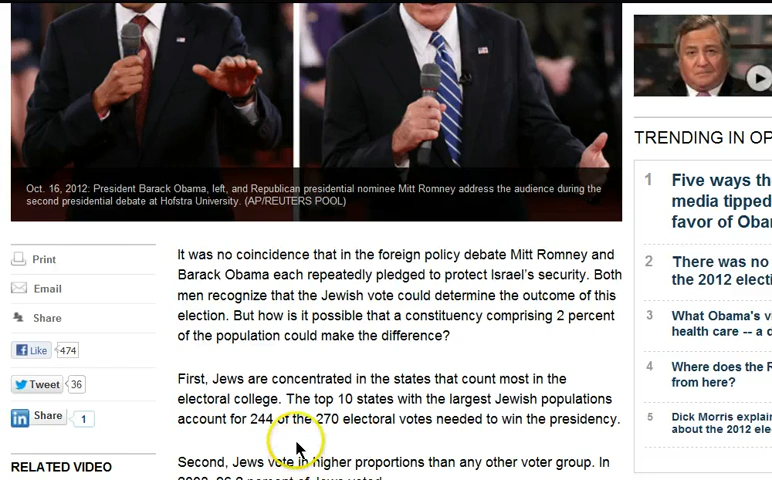 Oct. 16, 2012: President Barack Obama, left, and Republican presidential nominee Mitt Romney address the audience during the
second presidential debate at Hofstra University. (AP/REUTERS POOL)
Print
Email
Share
Like 474
Tweet 36
Share 1
RELATED VIDEO
It was no coincidence that in the foreign policy debate Mitt Romney and
Barack Obama each repeatedly pledged to protect Israel's security. Both
men recognize that the Jewish vote could determine the outcome of this
election. But how is it possible that a constituency comprising 2 percent
of the population could make the difference?
First, Jews are concentrated in the states that count most in the
electoral college. The top 10 states with the largest Jewish populations
account for 244 of the 270 electoral votes needed to win the presidency.
Second, Jews vote in higher proportions than any other voter group. In
percent of Jews voted
TRENDING IN OP
1 Five ways th
media tipped
favor of Oba
2 There was no
the 2012 electi
3 What Obama's vi
health care -- a d
4 Where does the R
from here?
5 Dick Morris explain
about the 2012 ele